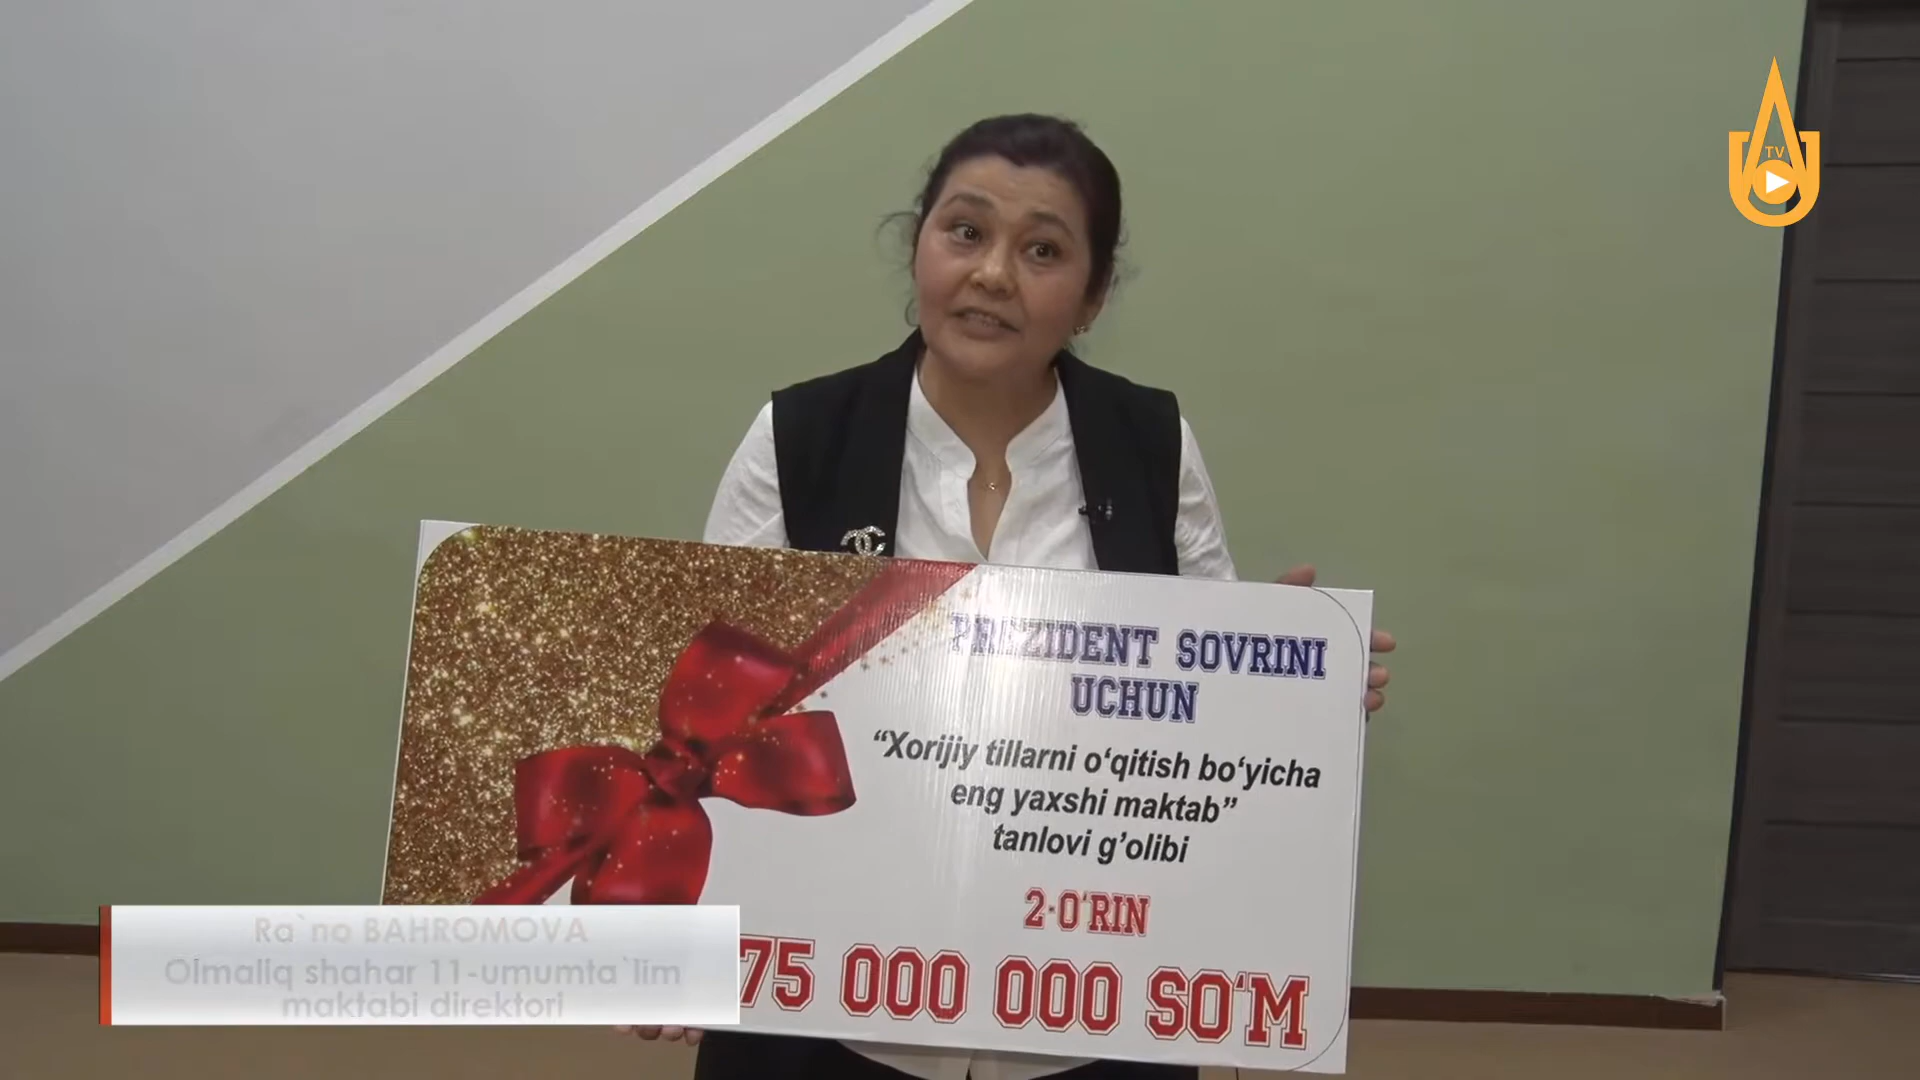 TV
PREZIDENT SOVRINI
UCHUN
“Xorijiy tillarni o‘qitish bo‘yicha
eng yaxshi maktab”
tanlovi g’olibi
2-O‘RIN
75 000 000 SO‘M
Ra`no BAHROMOVA
Olmaliq shahar 11-umumta`lim
maktabi direktori